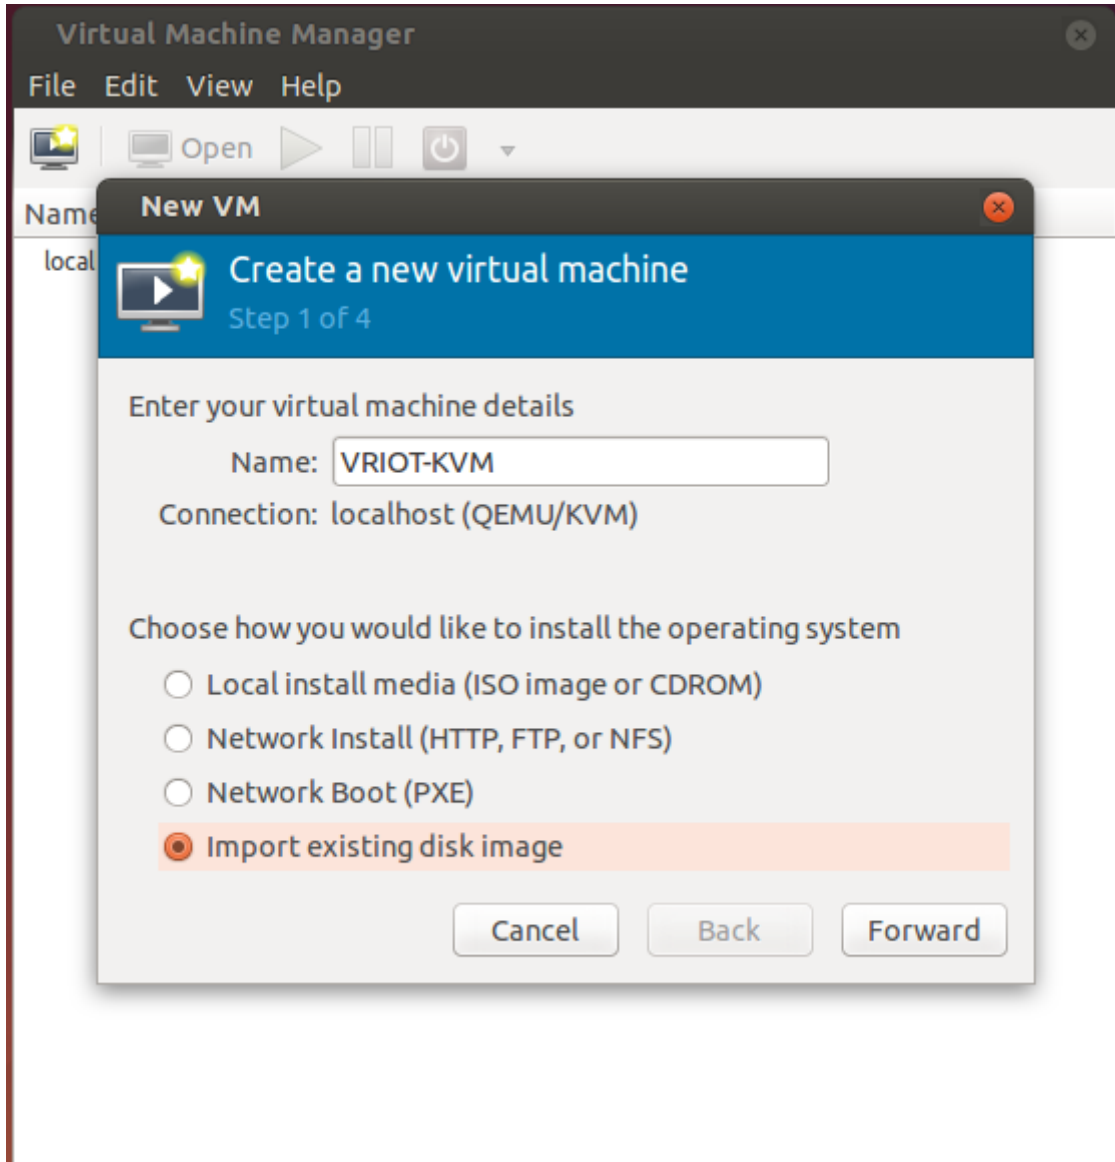 Virtual Machine Manager
File Edit View Help
Open
Name
local
New VM
Create a new virtual machine
Step 1 of 4
Enter your virtual machine details
Name: VRIOT-KVM
Connection: localhost (QEMU/KVM)
Choose how you would like to install the operating system
Local install media (ISO image or CDROM)
Network Install (HTTP, FTP, or NFS)
Network Boot (PXE)
Import existing disk image
Cancel Back Forward